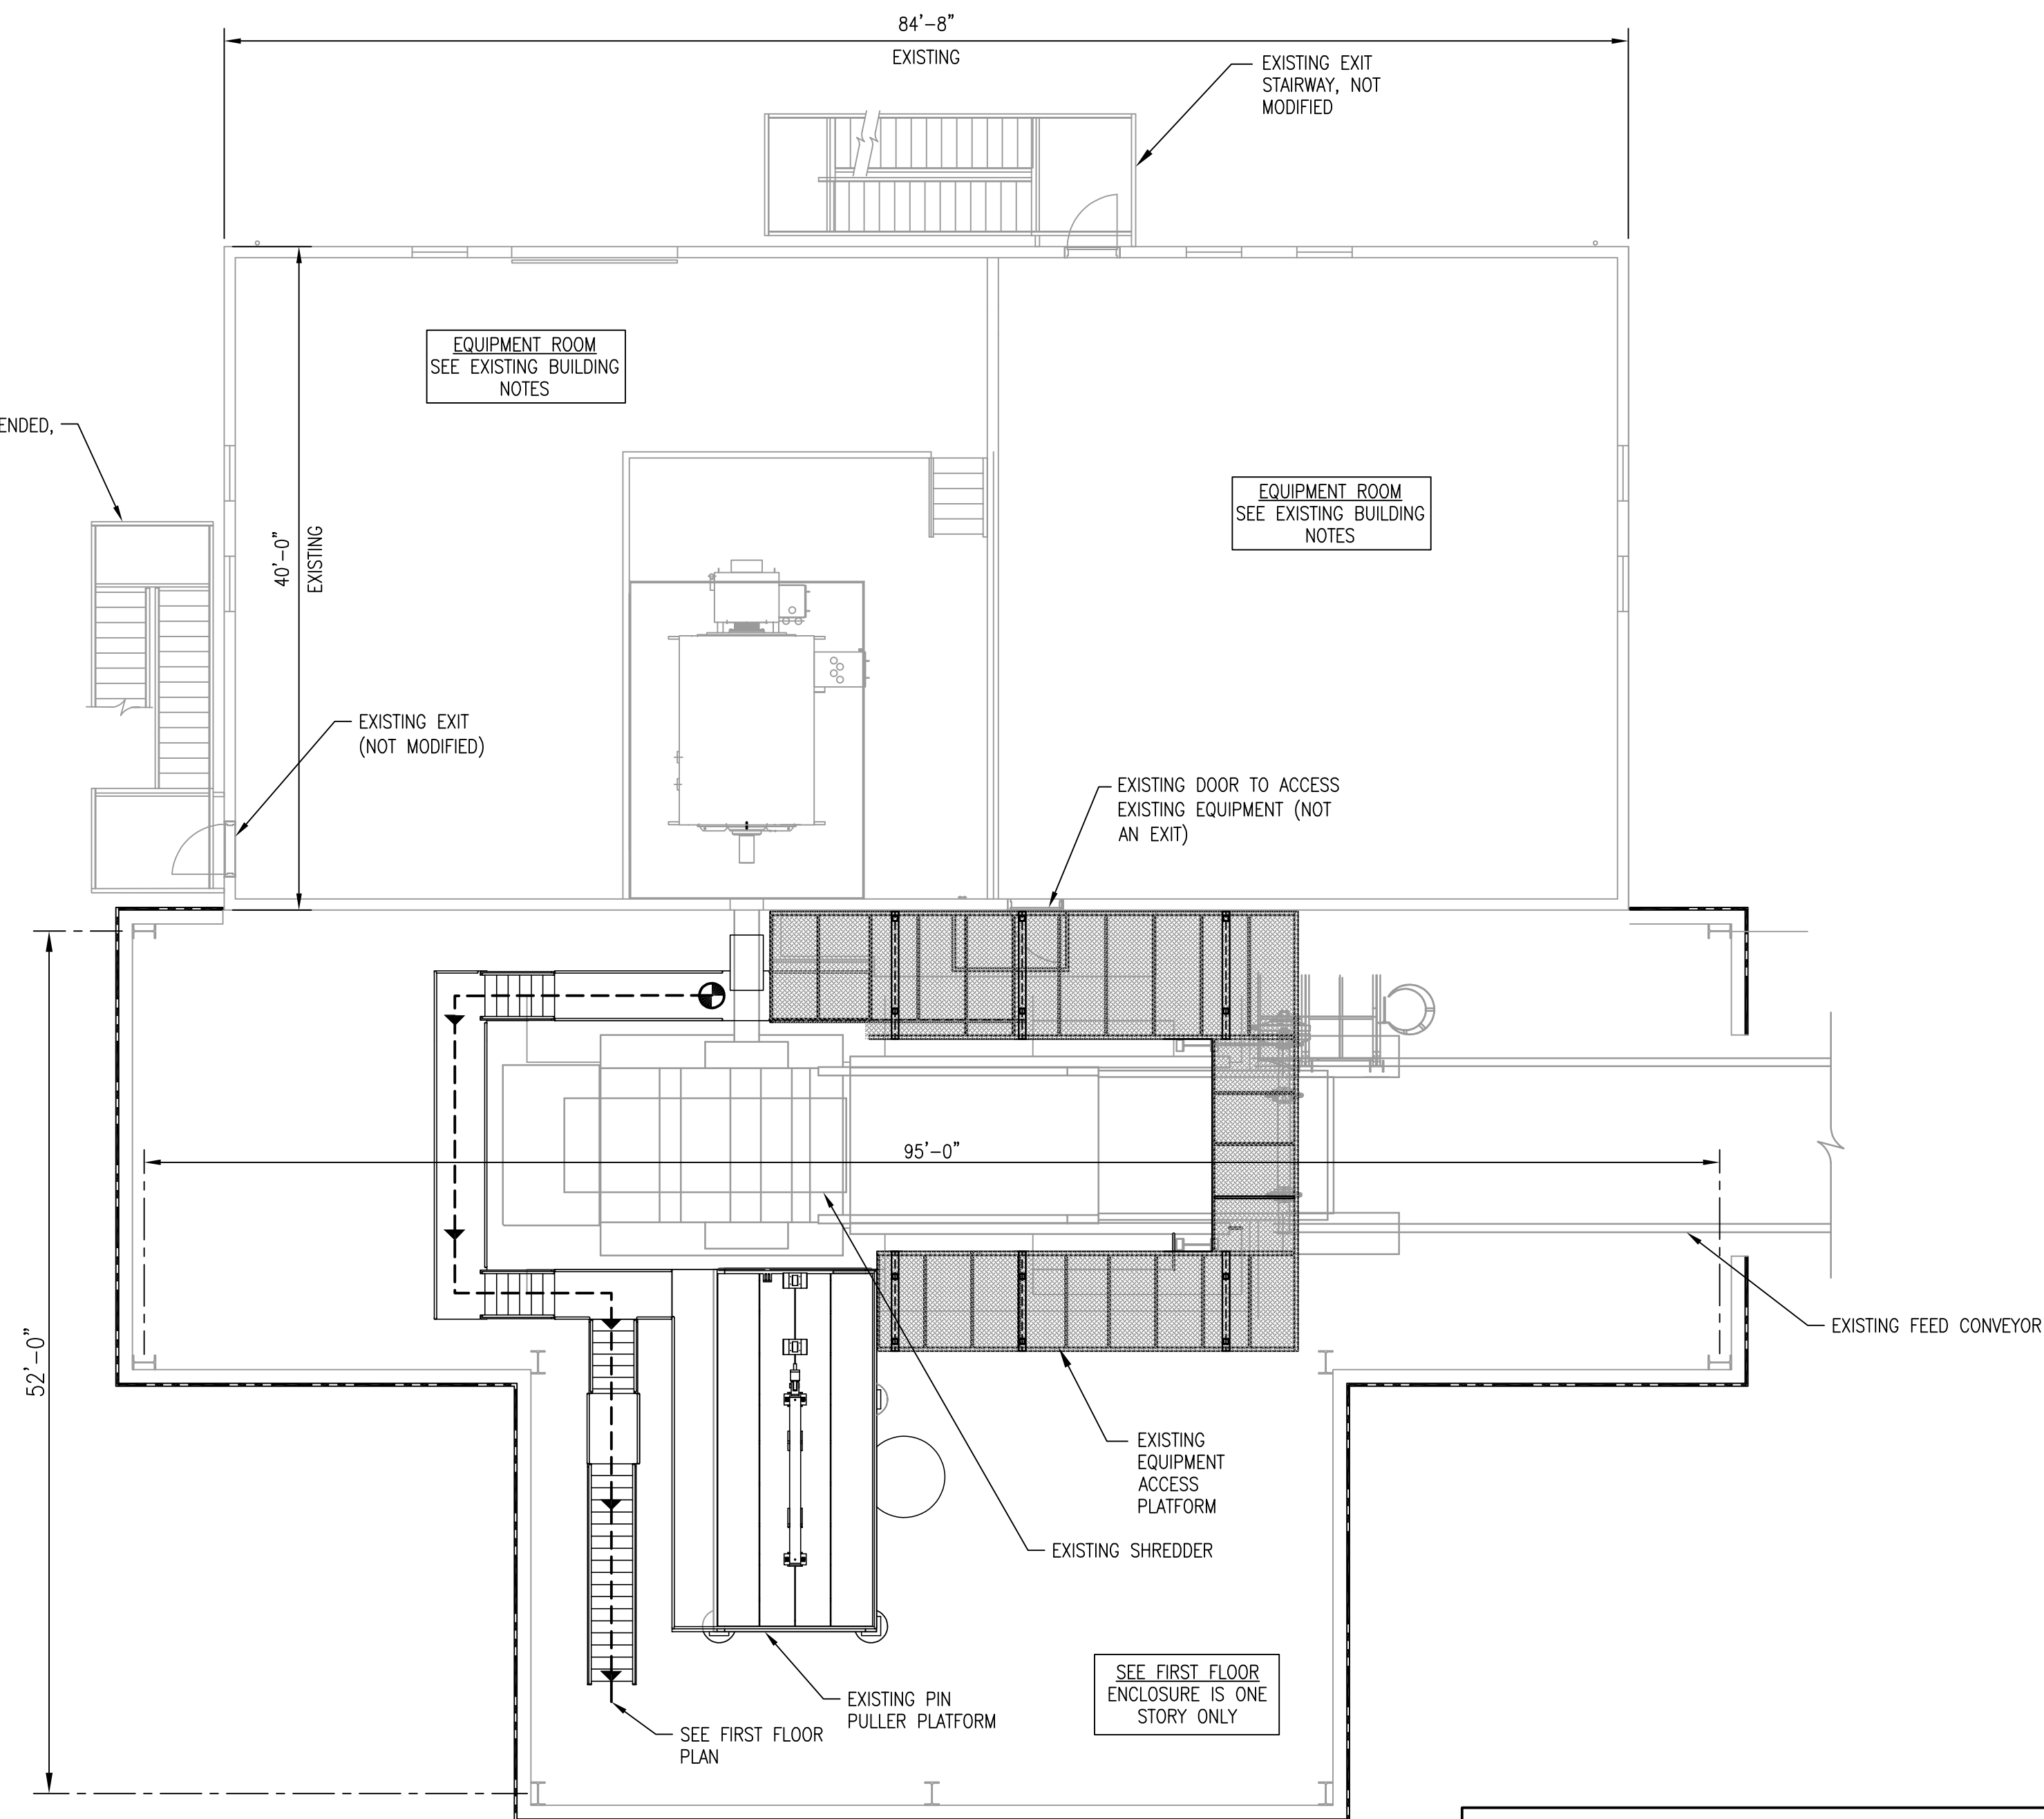 84'-8"
EXISTING
EXISTING EXIT
STAIRWAY, NOT
MODIFIED
EQUIPMENT ROOM
SEE EXISTING BUILDING
NOTES
ENDED,
EQUIPMENT ROOM
SEE EXISTING BUILDING
NOTES
40'-0"
EXISTING
EXISTING EXIT
(NOT MODIFIED)
EXISTING DOOR TO ACCESS
EXISTING EQUIPMENT (NOT
AN EXIT)
95'-0"
52'-0"
EXISTING FEED CONVEYOR
EXISTING
EQUIPMENT
ACCESS
PLATFORM
EXISTING SHREDDER
SEE FIRST FLOOR
ENCLOSURE IS ONE
STORY ONLY
EXISTING PIN
PULLER PLATFORM
SEE FIRST FLOOR
PLAN